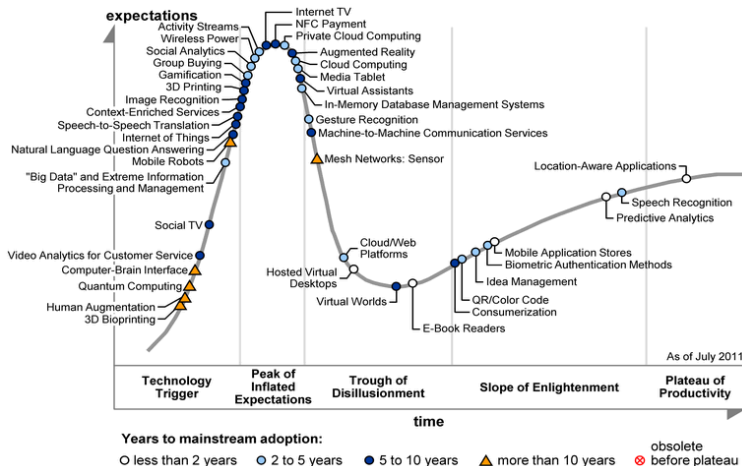 expectations
Internet TV
NFC Payment
Activity Streams
Private Cloud Computing
Wireless Power
Augmented Reality
Social Analytics
Cloud Computing
Group Buying
Media Tablet
Gamification
Virtual Assistants
3D Printing
In-Memory Database Management Systems
Image Recognition
Context-Enriched Services
Gesture Recognition
Speech-to-Speech Translation
Machine-to-Machine Communication Services
Internet of Things
Natural Language Question Answering
Mobile Robots
Mesh Networks: Sensor
"Big Data" and Extreme Information
Processing and Management
Location-Aware Applications
Speech Recognition
Predictive Analytics
Social TV
Cloud/Web
Platforms
Video Analytics for Customer Service
Mobile Application Stores
Computer-Brain Interface
Hosted Virtual
Desktops
Biometric Authentication Methods
Quantum Computing
Idea Management
Human Augmentation
Virtual Worlds
QR/Color Code
3D Bioprinting
Consumerization
E-Book Readers
As of July 2011
Technology
Trigger
Peak of
Inflated
Expectations
Trough of
Disillusionment
Slope of Enlightenment
Plateau of
Productivity
time
Years to mainstream adoption:
less than 2 years
2 to 5 years
5 to 10 years
more than 10 years
obsolete
before plateau